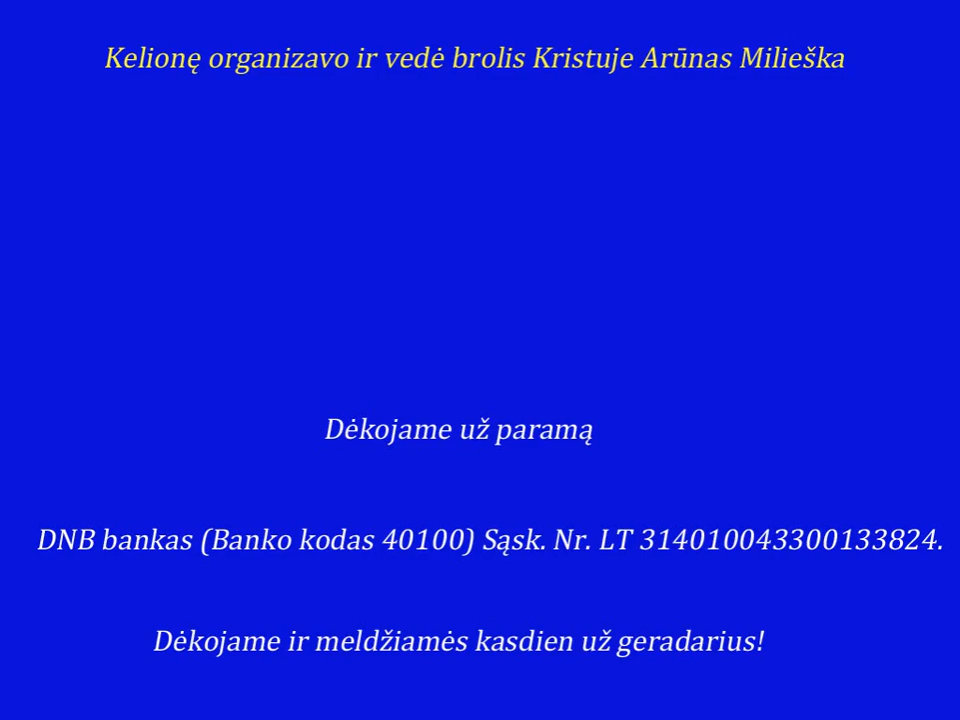 Kelionę organizavo ir vedė brolis Kristuje Arūnas Milieška
Dėkojame už paramą
DNB bankas (Banko kodas 40100) Sąsk. Nr. LT 314010043300133824.
Dėkojame ir meldžiamės kasdien už geradarius!